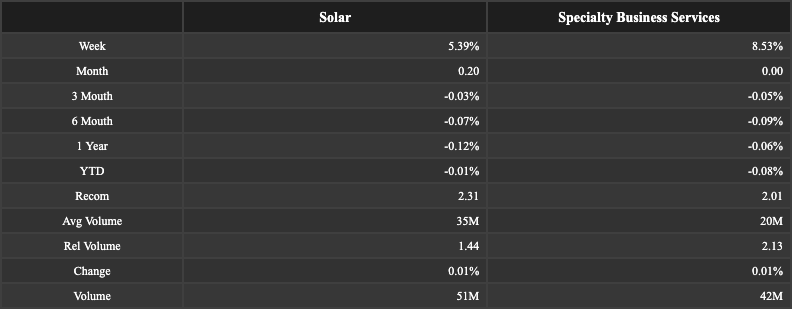 Solar Specialty Business Services
Week 5.39% 8.53%
Month 0.20 0.00
3 Mouth -0.03% -0.05%
6 Mouth -0.07% -0.09%
1 Year -0.12% -0.06%
YTD -0.01% -0.08%
Recom 2.31 2.01
Avg Volume 35M 20M
Rel Volume 1.44 2.13
Change 0.01% 0.01%
Volume 51M 42M